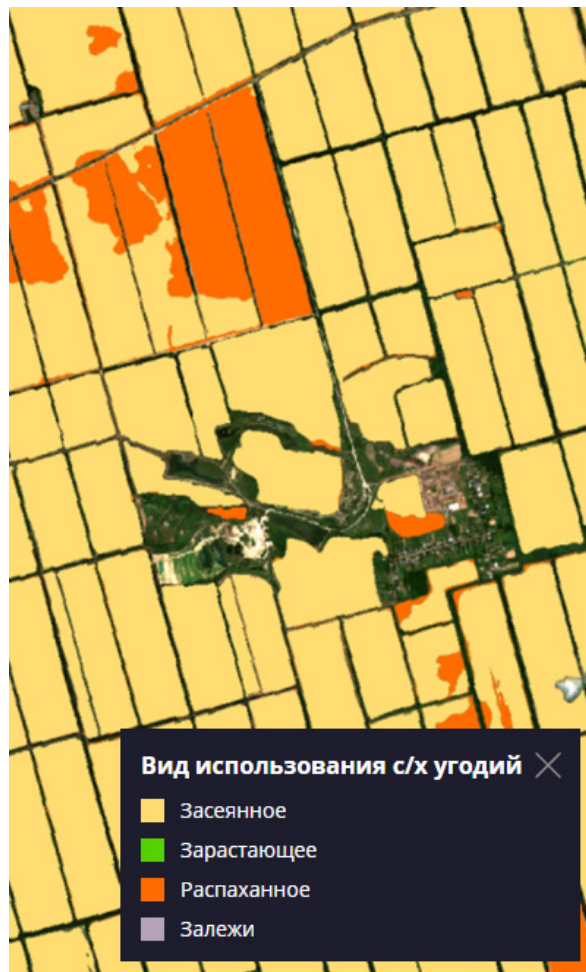 Вид использования с/х угодий
Засеянное
Зарастающее
Распаханное
Залежи